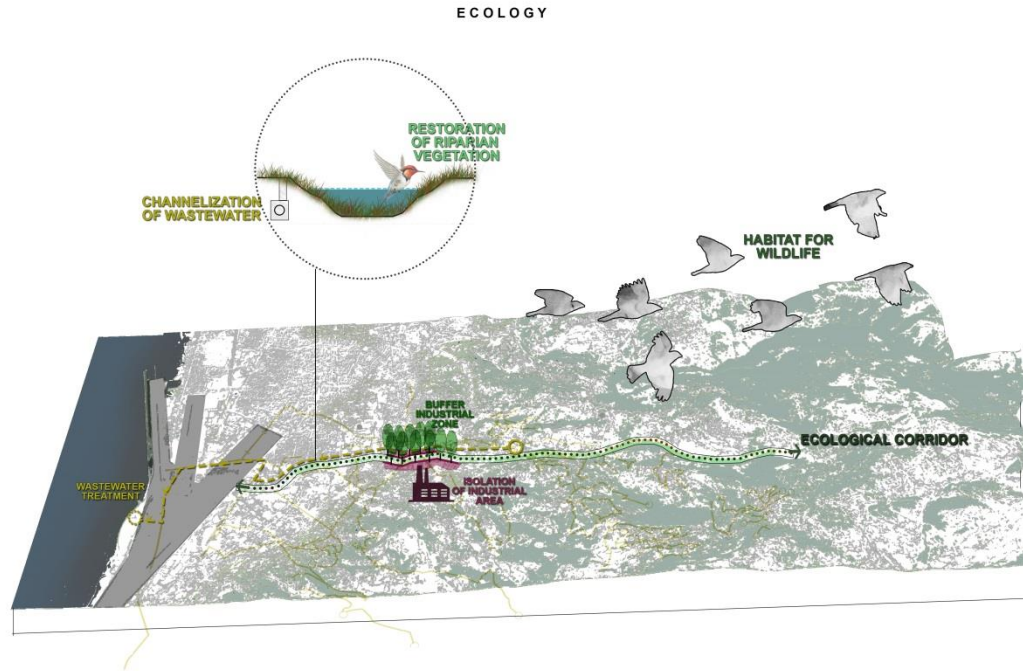 ECOLOGY
RESTORATION
OF RIPARIAN
VEGETATION
CHANNELIZATION
OF WASTEWATER
HABITAT FOR
WILDLIFE
BUFFER
INDUSTRIAL
ZONE
ECOLOGICAL CORRIDOR
WASTEWATER
TREATMENT
ISOLATION
OF INDUSTRIAL
AREA